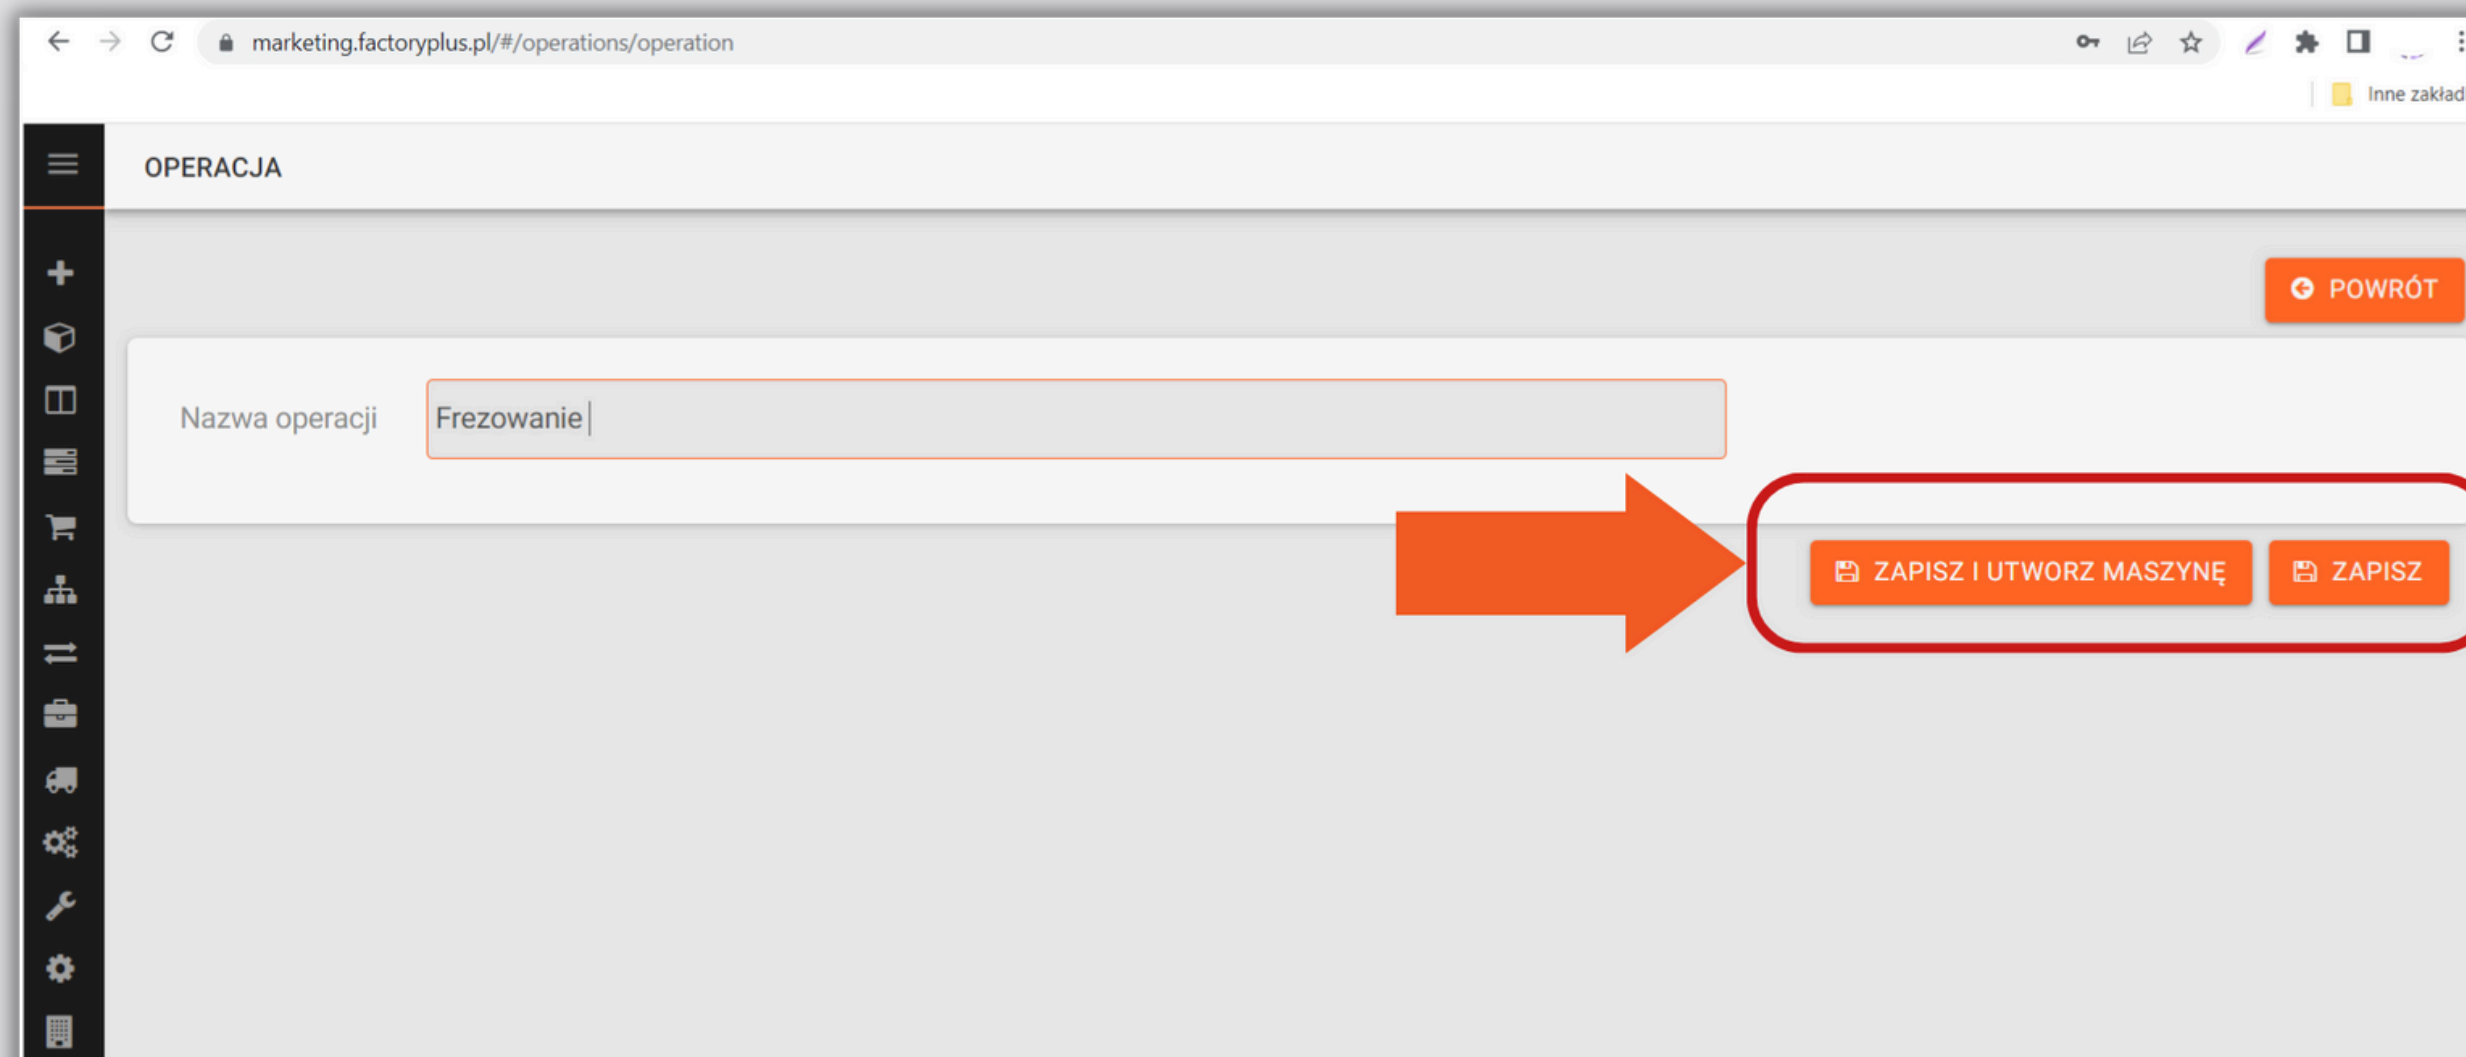 marketing.factoryplus.pl/#/operations/operation
Inne zakład
OPERACJA
POWRÓT
Nazwa operacji Frezowanie
ZAPISZ I UTWORZ MASZYNĘ ZAPISZ